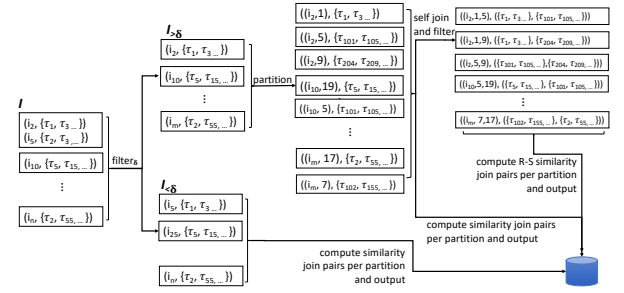 I
(i₂, {τ₁, τ₃ ...})
(i₅, {τ₂, τ₃ ,...})
(i₁₀, {τ₅, τ₁₅, ...})
⋮
(iₙ, {τ₂, τ₅₅, ...})
filter_δ
I_>δ
(i₂, {τ₁, τ₃ ...})
(i₁₀, {τ₅, τ₁₅, ...})
⋮
(iₘ, {τ₂, τ₅₅, ...})
I_<δ
(i₅, {τ₁, τ₃ ...})
(i₂₅, {τ₅, τ₁₅, ...})
(iₙ, {τ₂, τ₅₅, ...})
partition
((i₂,1), {τ₁, τ₃ ...})
((i₂,5), {τ₁₀₁, τ₁₀₅, ...})
((i₂,9), {τ₂₀₄, τ₂₀₉, ...})
((i₁₀,19), {τ₅, τ₁₅, ...})
((i₁₀, 5), {τ₁₀₁, τ₁₀₅, ...})
⋮
((iₘ, 17), {τ₂, τ₅₅, ...})
((iₘ, 7), {τ₁₀₂, τ₁₅₅, ...})
self join
and filter
((i₂,1,5), ({τ₁, τ₃ ...}, {τ₁₀₁, τ₁₀₅, ...}))
((i₂,1,9), ({τ₁, τ₃ ...}, {τ₂₀₄, τ₂₀₉, ...}))
((i₂,5,9), ({τ₁₀₁, τ₁₀₅, ...},{τ₂₀₄, τ₂₀₉, ...}))
((i₁₀,5,19), ({τ₅, τ₁₅, ...}, {τ₁₀₁, τ₁₀₅, ...}))
⋮
((iₘ, 7,17), ({τ₁₀₂, τ₁₅₅, ...}, {τ₂, τ₅₅, ...}))
compute R-S similarity
join pairs per partition
and output
compute similarity join pairs
per partition and output
compute similarity
join pairs per partition
and output